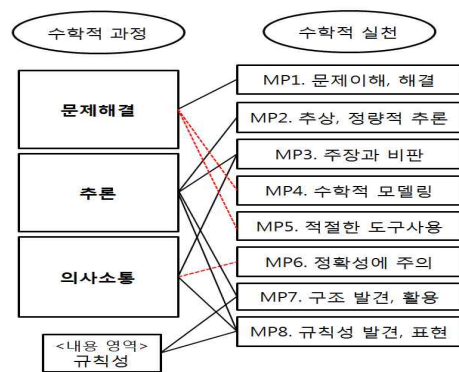 수학적 과정
수학적 실천
문제해결
추론
의사소통
<내용 영역>
규칙성
MP1. 문제이해, 해결
MP2. 추상, 정량적 추론
MP3. 주장과 비판
MP4. 수학적 모델링
MP5. 적절한 도구사용
MP6. 정확성에 주의
MP7. 구조 발견, 활용
MP8. 규칙성 발견, 표현